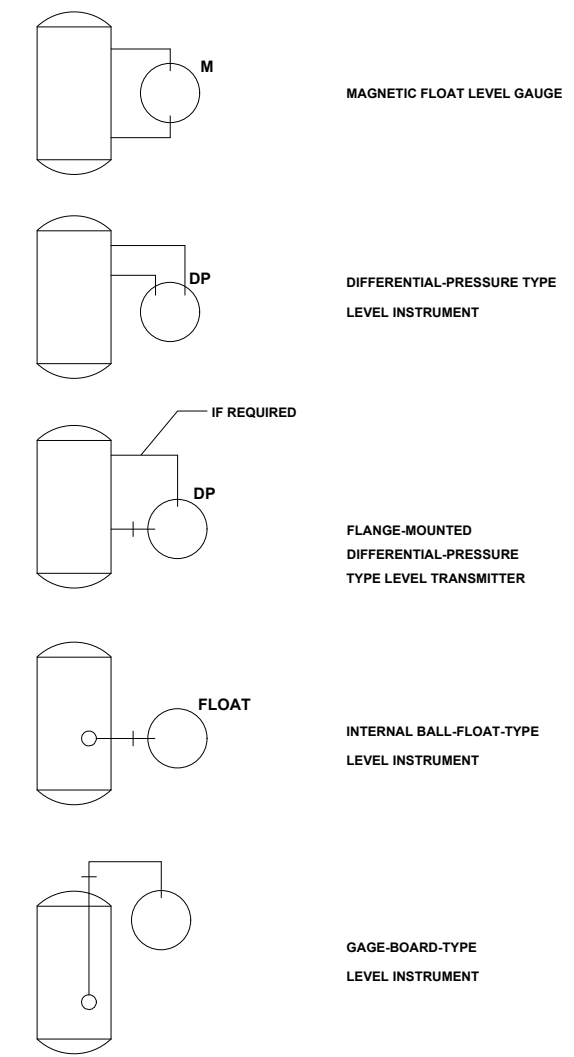 M
MAGNETIC FLOAT LEVEL GAUGE
DP
DIFFERENTIAL-PRESSURE TYPE
LEVEL INSTRUMENT
IF REQUIRED
DP
FLANGE-MOUNTED
DIFFERENTIAL-PRESSURE
TYPE LEVEL TRANSMITTER
FLOAT
INTERNAL BALL-FLOAT-TYPE
LEVEL INSTRUMENT
GAGE-BOARD-TYPE
LEVEL INSTRUMENT